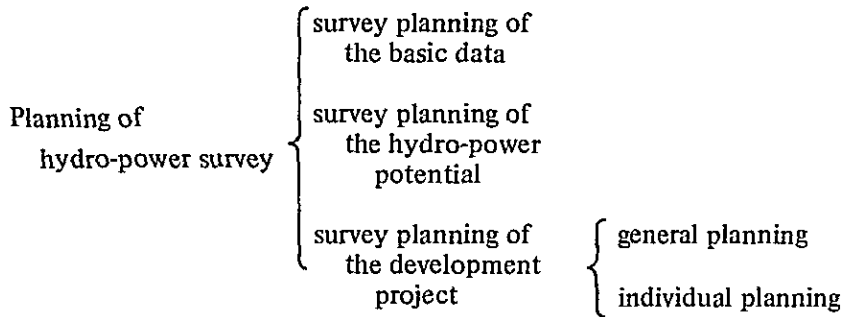 Planning of
hydro-power survey
survey planning of
the basic data
survey planning of
the hydro-power
potential
survey planning of
the development
project
general planning
individual planning